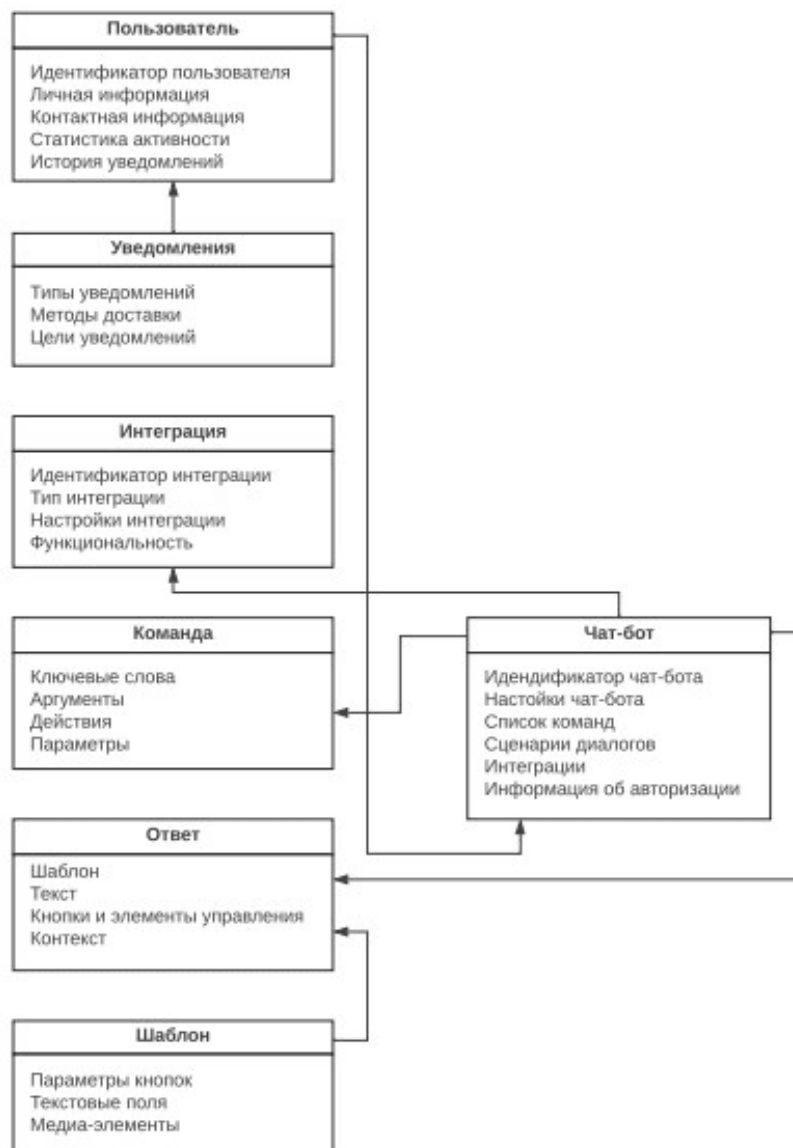 Пользователь
Идентификатор пользователя
Личная информация
Контактная информация
Статистика активности
История уведомлений
Уведомления
Типы уведомлений
Методы доставки
Цели уведомлений
Интеграция
Идентификатор интеграции
Тип интеграции
Настройки интеграции
Функциональность
Команда
Ключевые слова
Аргументы
Действия
Параметры
Чат-бот
Идендификатор чат-бота
Настойки чат-бота
Список команд
Сценарии диалогов
Интеграции
Информация об авторизации
Ответ
Шаблон
Текст
Кнопки и элементы управления
Контекст
Шаблон
Параметры кнопок
Текстовые поля
Медиа-элементы